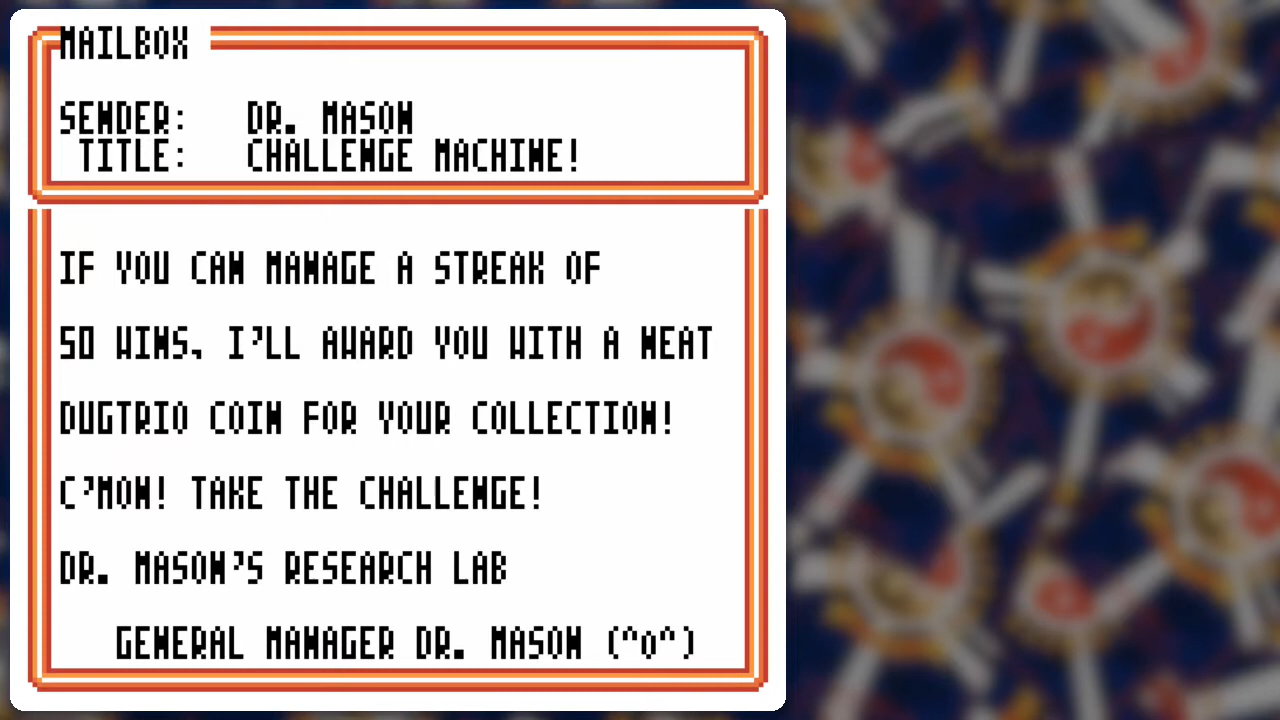 MAILBOX
SENDER: DR. MASON
TITLE: CHALLENGE MACHINE!
IF YOU CAN MANAGE A STREAK OF
50 WINS, I'LL AWARD YOU WITH A NEAT
DUGTRIO COIN FOR YOUR COLLECTION!
C'MON! TAKE THE CHALLENGE!
DR. MASON'S RESEARCH LAB
GENERAL MANAGER DR. MASON (^o^)